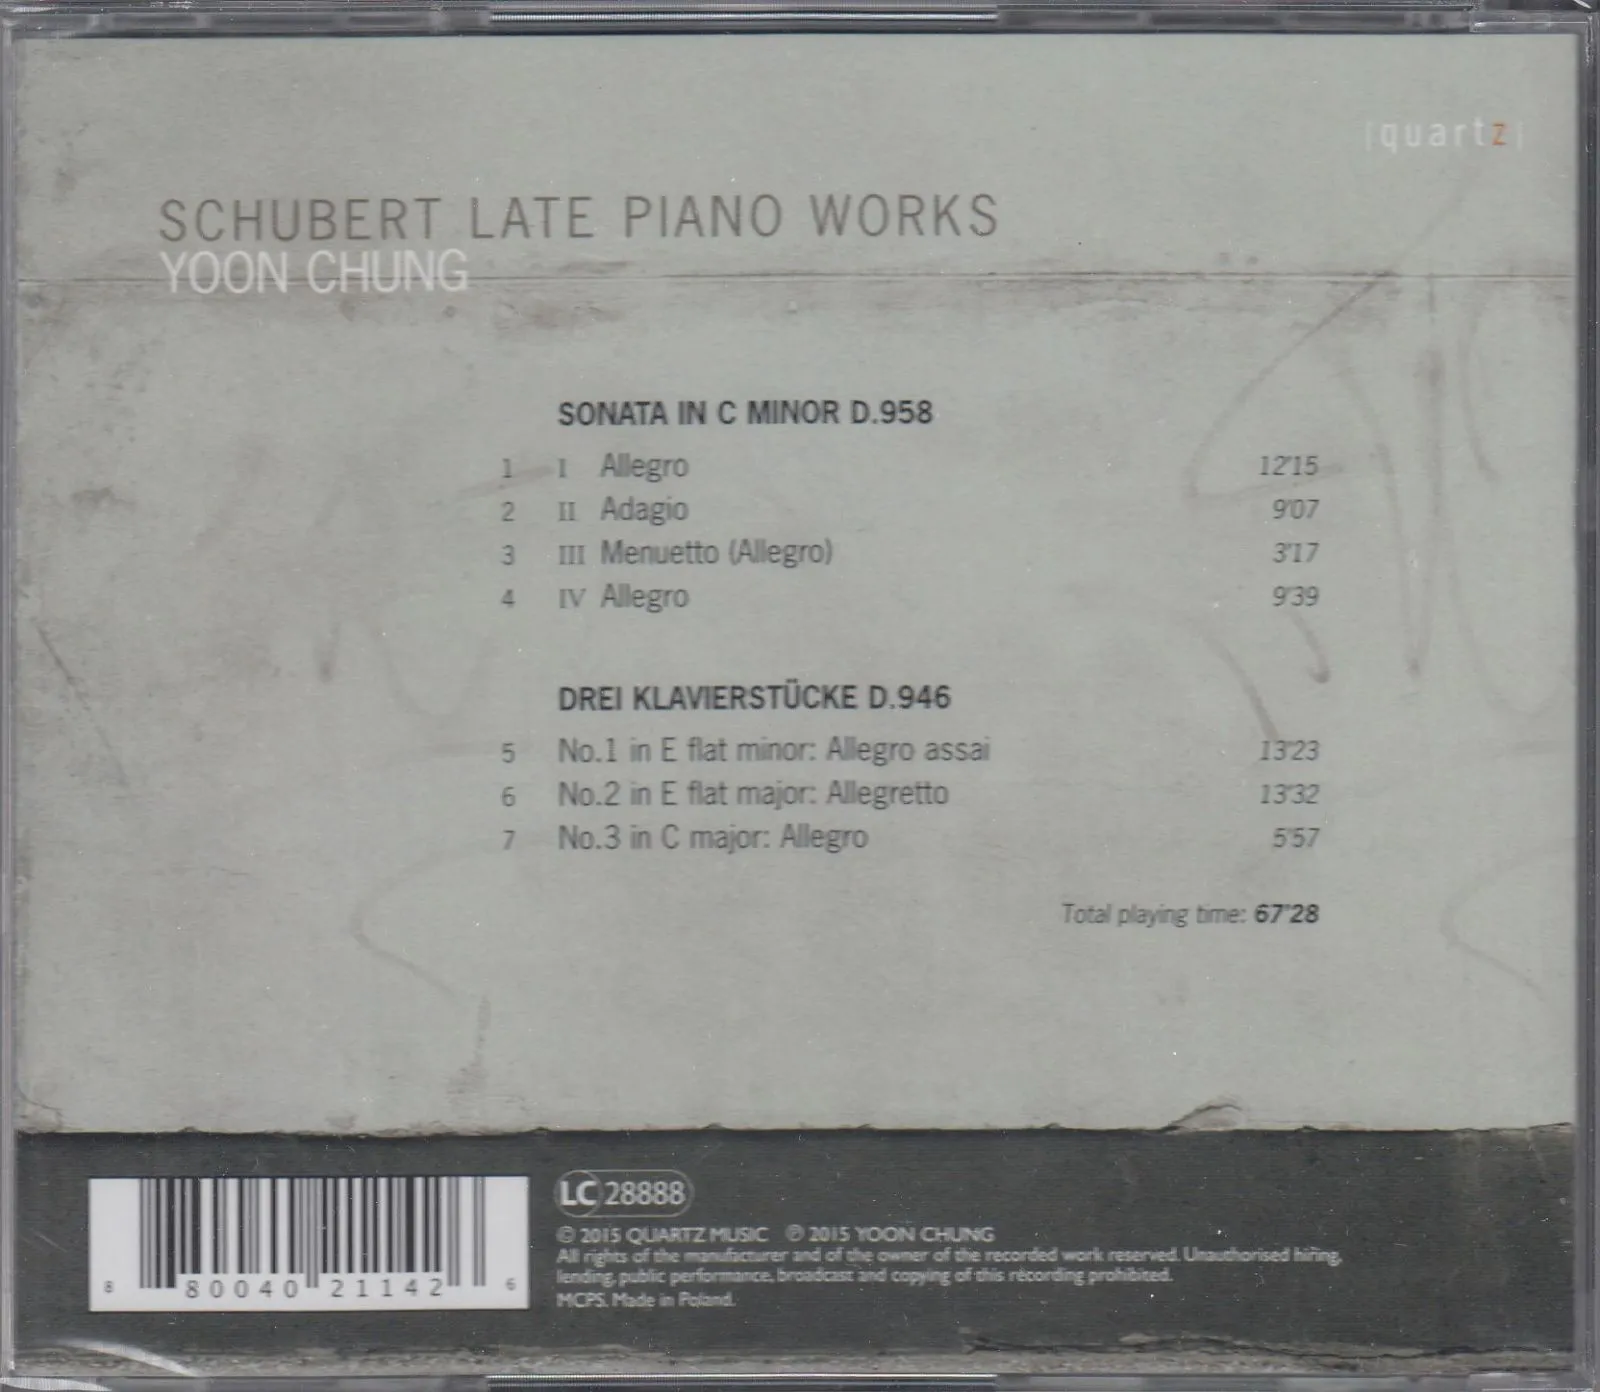 [quartz]
SCHUBERT LATE PIANO WORKS
YOON CHUNG
SONATA IN C MINOR D.958
1 I Allegro 12'15
2 II Adagio 9'07
3 III Menuetto (Allegro) 3'17
4 IV Allegro 9'39
DREI KLAVIERSTÜCKE D.946
5 No.1 in E flat minor: Allegro assai 13'23
6 No.2 in E flat major: Allegretto 13'32
7 No.3 in C major: Allegro 5'57
Total playing time: 67'28
LC 28888
© 2015 QUARTZ MUSIC ℗ 2015 YOON CHUNG
All rights of the manufacturer and of the owner of the recorded work reserved. Unauthorised hiring,
lending, public performance, broadcast and copying of this recording prohibited.
MCPS. Made in Poland.
8 80040 21142 6